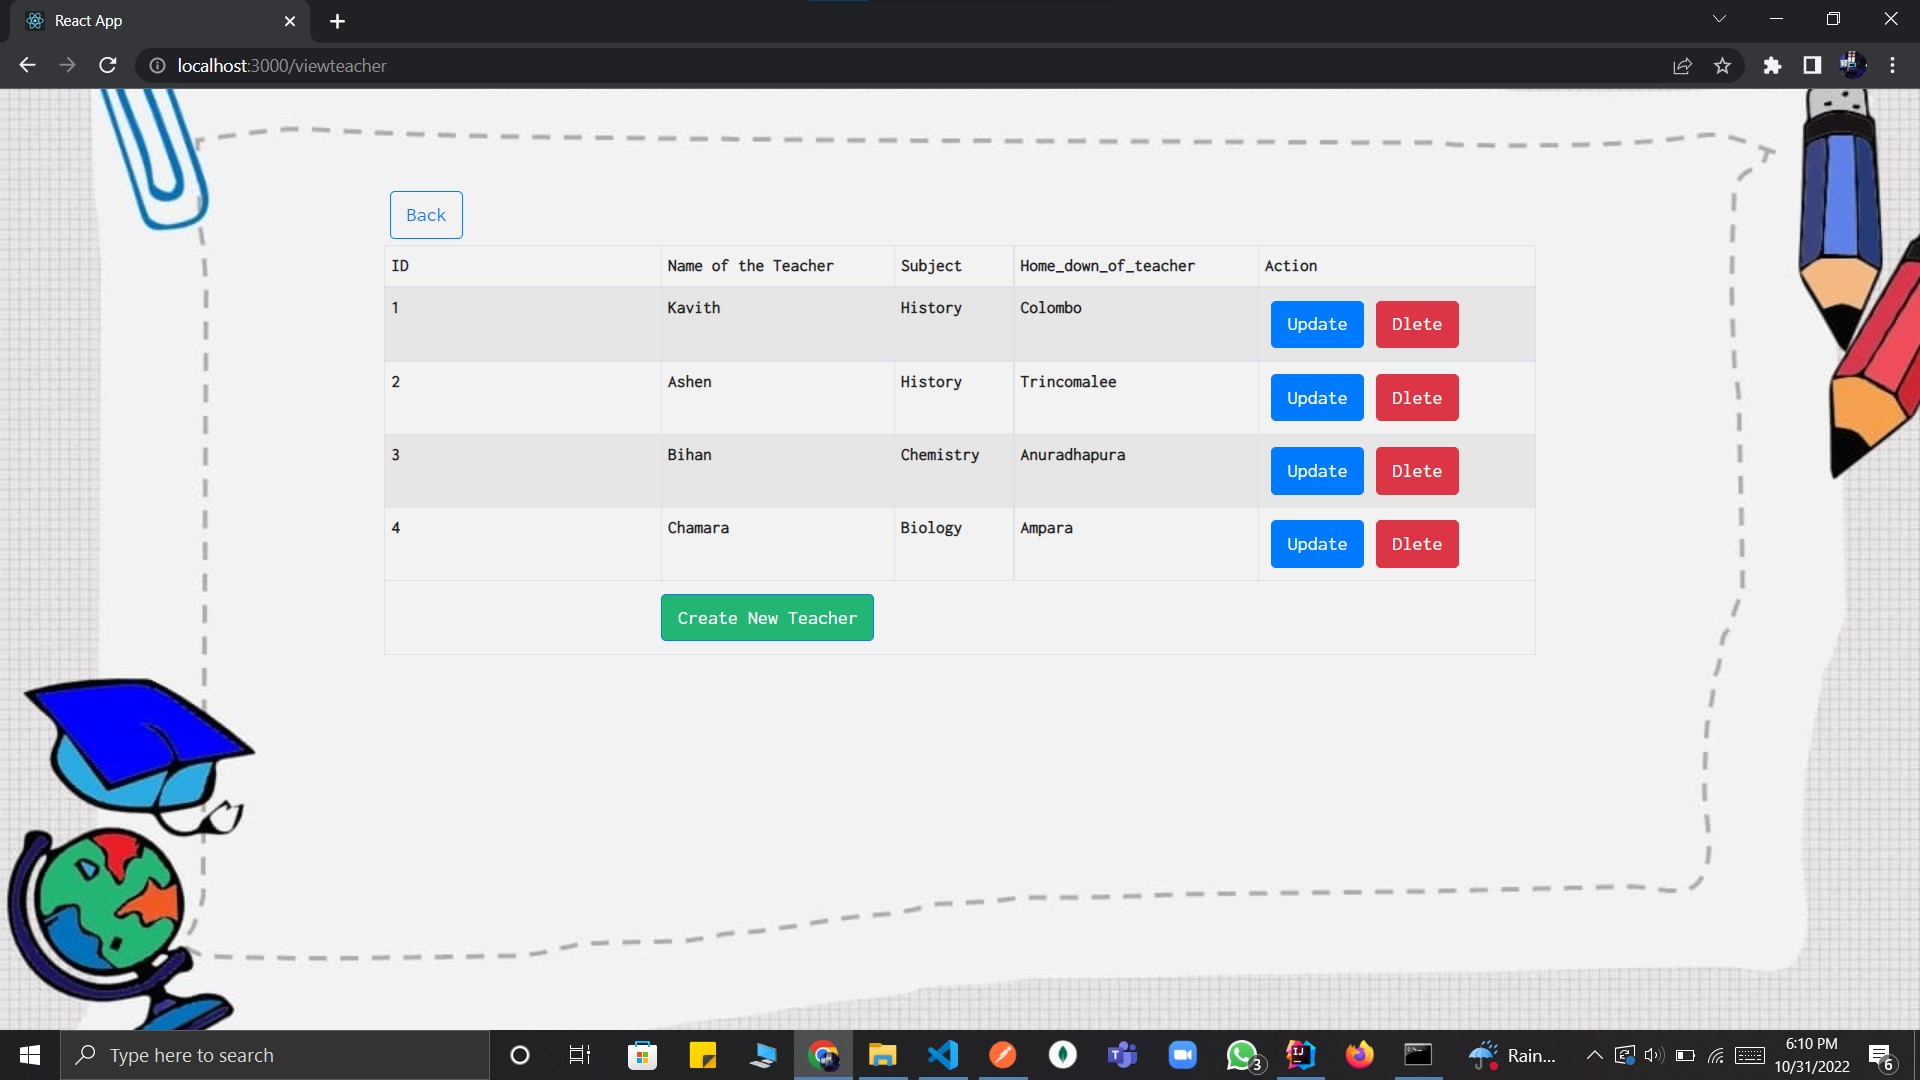 React App
localhost:3000/viewteacher
Back
ID Name of the Teacher Subject Home_down_of_teacher Action
1 Kavith History Colombo Update Dlete
2 Ashen History Trincomalee Update Dlete
3 Bihan Chemistry Anuradhapura Update Dlete
4 Chamara Biology Ampara Update Dlete
Create New Teacher
Type here to search
3
Rain...
6:10 PM
10/31/2022
6